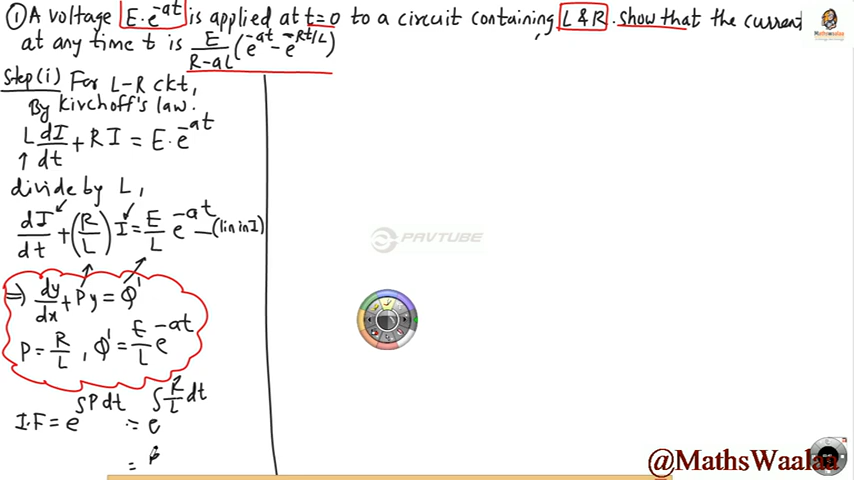 ① A voltage E·e^-at is applied at t=0 to a circuit containing L & R. show that the current
at any time t is E/(R-aL) (e^-at - e^-Rt/L)
Step(i) For L-R ckt,
By Kirchoff's law.
L dI/dt + RI = E·e^-at
divide by L,
dI/dt + (R/L) I = E/L e^-at —(lin in I)
⇒ dy/dx + Py = Q'
P = R/L, Q' = E/L e^-at
I.F = e^∫P dt = e^∫R/L dt
=
PAVTUBE
MathsWaalaa
@MathsWaalaa